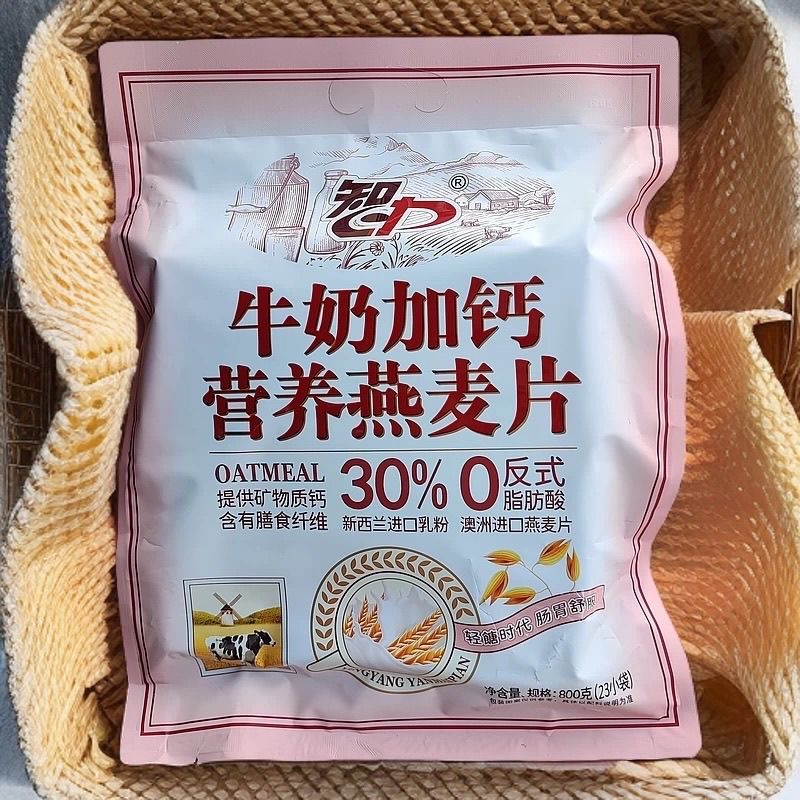 智力
®
牛奶加钙
营养燕麦片
OATMEAL
提供矿物质钙
含有膳食纤维
30%
新西兰进口乳粉
0反式
脂肪酸
澳洲进口燕麦片
轻醣时代 肠胃舒服
净含量、规格:800克(23小袋)